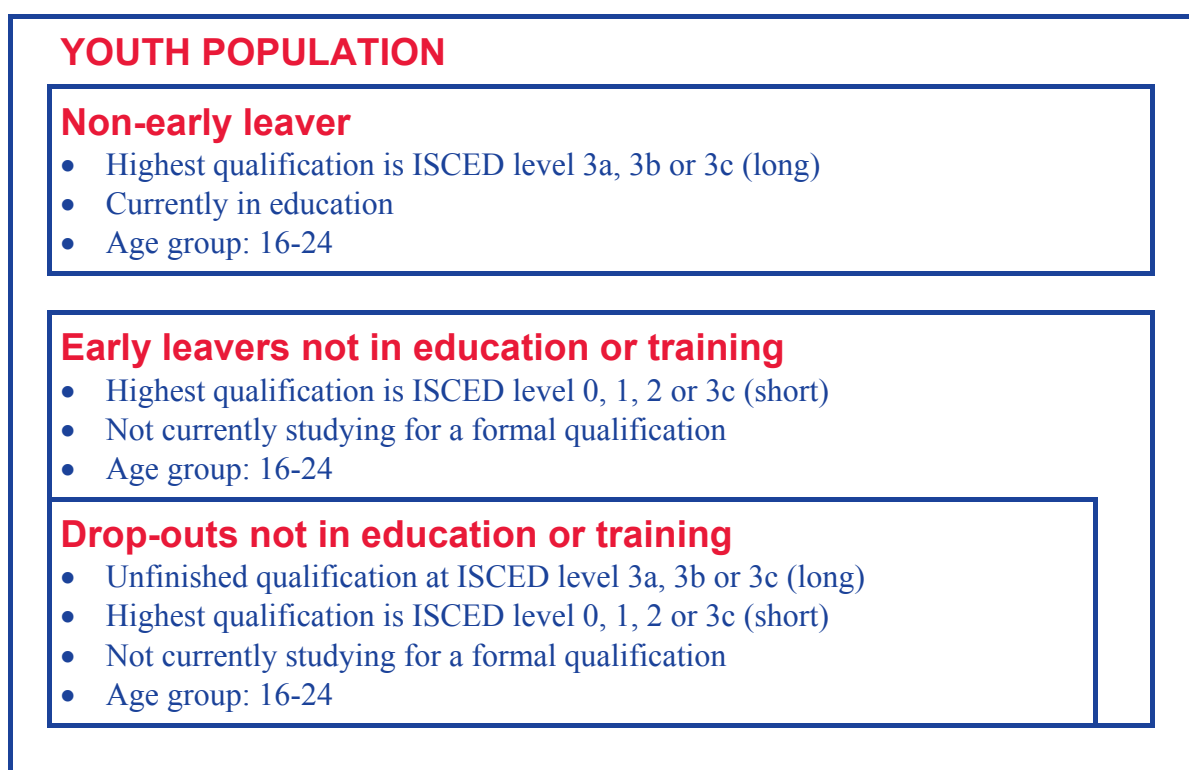 YOUTH POPULATION
Non-early leaver
• Highest qualification is ISCED level 3a, 3b or 3c (long)
• Currently in education
• Age group: 16-24
Early leavers not in education or training
• Highest qualification is ISCED level 0, 1, 2 or 3c (short)
• Not currently studying for a formal qualification
• Age group: 16-24
Drop-outs not in education or training
• Unfinished qualification at ISCED level 3a, 3b or 3c (long)
• Highest qualification is ISCED level 0, 1, 2 or 3c (short)
• Not currently studying for a formal qualification
• Age group: 16-24